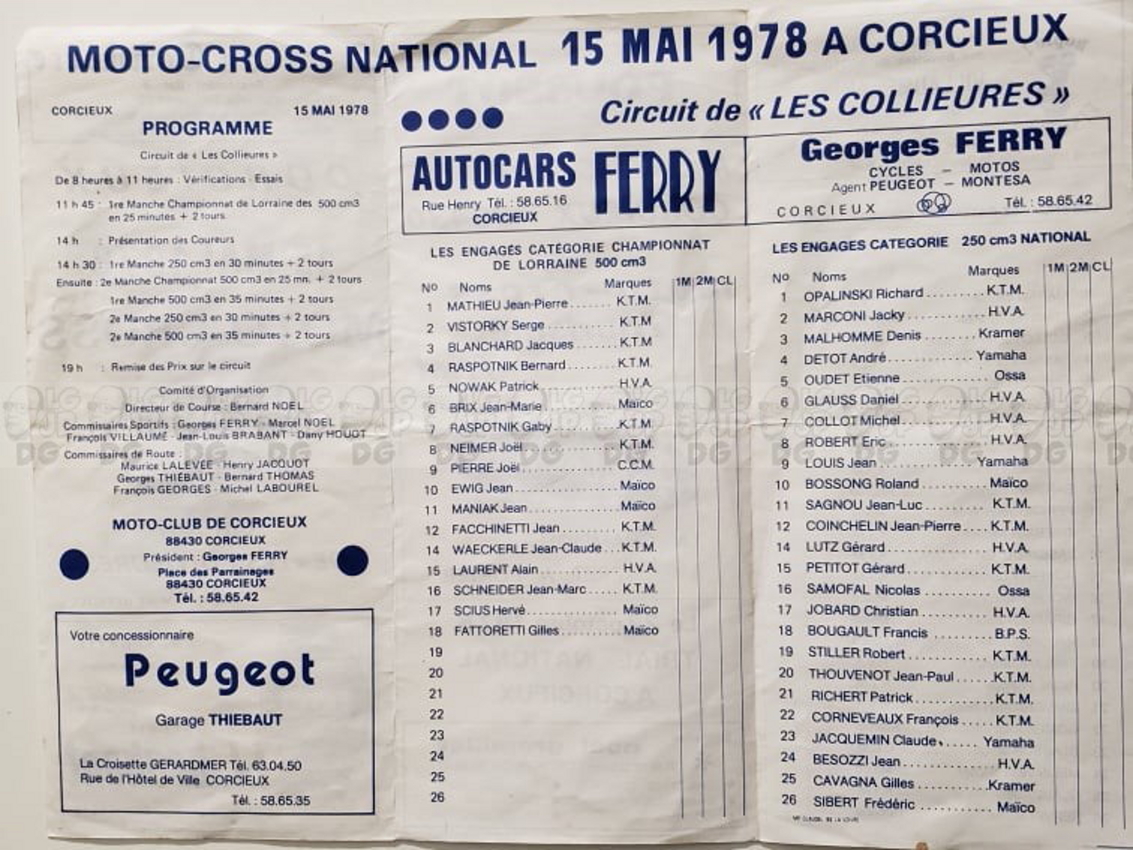 MOTO-CROSS NATIONAL 15 MAI 1978 A CORCIEUX
CORCIEUX 15 MAI 1978
PROGRAMME
Circuit de « Les Collieures »
De 8 heures à 11 heures : Vérifications - Essais
11 h 45 : 1re Manche Championnat de Lorraine des 500 cm3
en 25 minutes + 2 tours
14 h : Présentation des Coureurs
14 h 30 : 1re Manche 250 cm3 en 30 minutes + 2 tours
Ensuite : 2e Manche Championnat 500 cm3 en 25 mn. + 2 tours
1re Manche 500 cm3 en 35 minutes + 2 tours
2e Manche 250 cm3 en 30 minutes + 2 tours
2e Manche 500 cm3 en 35 minutes + 2 tours
19 h : Remise des Prix sur le circuit
Comité d'Organisation
Directeur de Course : Bernard NOEL
Commissaires Sportifs : Georges FERRY - Marcel NOEL
François VILLAUME - Jean-Louis BRABANT - Dany HOUOT
Commissaires de Route :
Maurice LALEVEE - Henry JACQUOT
Georges THIEBAUT - Bernard THOMAS
François GEORGES - Michel LABOUREL
MOTO-CLUB DE CORCIEUX
88430 CORCIEUX
Président : Georges FERRY
Place des Parrainages
88430 CORCIEUX
Tél. : 58.65.42
Votre concessionnaire
Peugeot
Garage THIEBAUT
La Croisette GERARDMER Tél. 63.04.50
Rue de l'Hôtel de Ville CORCIEUX
Tél. : 58.65.35
Circuit de « LES COLLIEURES »
AUTOCARS FERRY
Rue Henry Tél. : 58.65.16
CORCIEUX
Georges FERRY
CYCLES — MOTOS
Agent PEUGEOT — MONTESA
CORCIEUX Tél. : 58.65.42
LES ENGAGÉS CATÉGORIE CHAMPIONNAT
DE LORRAINE 500 cm3
No Noms Marques 1M 2M CL
1 MATHIEU Jean-Pierre ....... K.T.M.
2 VISTORKY Serge ............ K.T.M
3 BLANCHARD Jacques ...... K.T.M
4 RASPOTNIK Bernard ....... K.T.M.
5 NOWAK Patrick ............ H.V.A.
6 BRIX Jean-Marie ........... Maïco
7 RASPOTNIK Gaby .......... K.T.M.
8 NEIMER Joël ............... K.T.M.
9 PIERRE Joël ............... C.C.M.
10 EWIG Jean ................ Maïco
11 MANIAK Jean .............. Maïco
12 FACCHINETTI Jean ......... K.T.M.
14 WAECKERLE Jean-Claude ... K.T.M.
15 LAURENT Alain ............ H.V.A.
16 SCHNEIDER Jean-Marc ..... K.T.M.
17 SCIUS Hervé ............... Maïco
18 FATTORETTI Gilles ......... Maïco
19
20
21
22
23
24
25
26
LES ENGAGES CATEGORIE 250 cm3 NATIONAL
No Noms Marques 1M 2M CL
1 OPALINSKI Richard ......... K.T.M.
2 MARCONI Jacky ............ H.V.A.
3 MALHOMME Denis ......... Kramer
4 DETOT André .............. Yamaha
5 OUDET Etienne ............. Ossa
6 GLAUSS Daniel ............. H.V.A.
7 COLLOT Michel ............. H.V.A.
8 ROBERT Eric ............... H.V.A.
9 LOUIS Jean ................ Yamaha
10 BOSSONG Roland .......... Maïco
11 SAGNOU Jean-Luc ......... K.T.M.
12 COINCHELIN Jean-Pierre .... K.T.M.
14 LUTZ Gérard ............... H.V.A.
15 PETITOT Gérard ............ K.T.M.
16 SAMOFAL Nicolas .......... Ossa
17 JOBARD Christian .......... H.V.A.
18 BOUGAULT Francis ......... B.P.S.
19 STILLER Robert ............ K.T.M.
20 THOUVENOT Jean-Paul ..... K.T.M.
21 RICHERT Patrick ........... K.T.M.
22 CORNEVEAUX François ..... K.T.M.
23 JACQUEMIN Claude ...... Yamaha
24 BESOZZI Jean ............. H.V.A.
25 CAVAGNA Gilles ........... Kramer
26 SIBERT Frédéric .......... Maïco